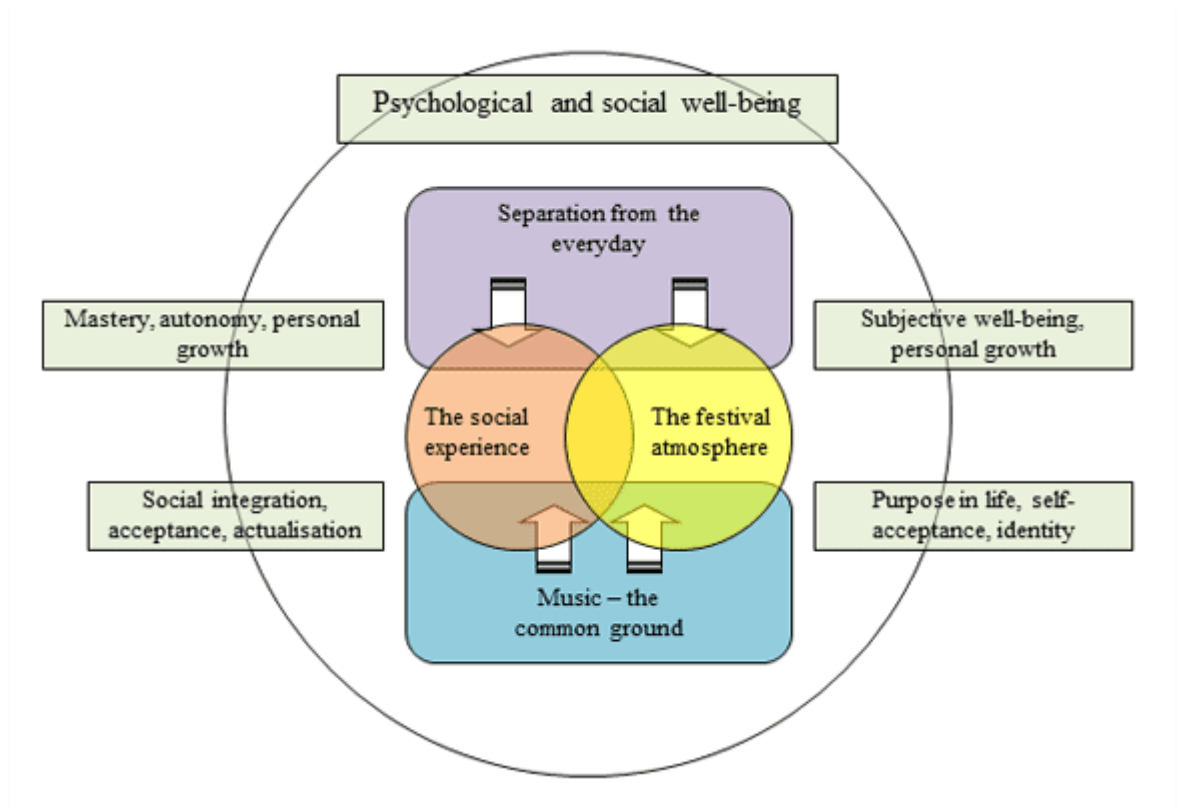 Psychological and social well-being
Separation from the
everyday
Mastery, autonomy, personal
growth
Subjective well-being,
personal growth
The social
experience
The festival
atmosphere
Social integration,
acceptance, actualisation
Purpose in life, self-
acceptance, identity
Music – the
common ground